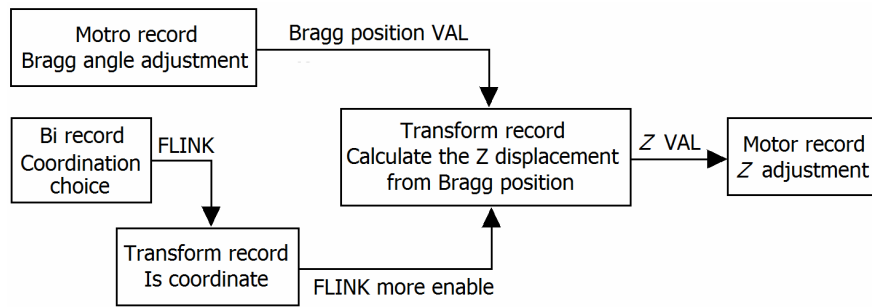 Motro record
Bragg angle adjustment
Bragg position VAL
Bi record
Coordination
choice
FLINK
Transform record
Calculate the Z displacement
from Bragg position
Z VAL
Motor record
Z adjustment
Transform record
Is coordinate
FLINK more enable